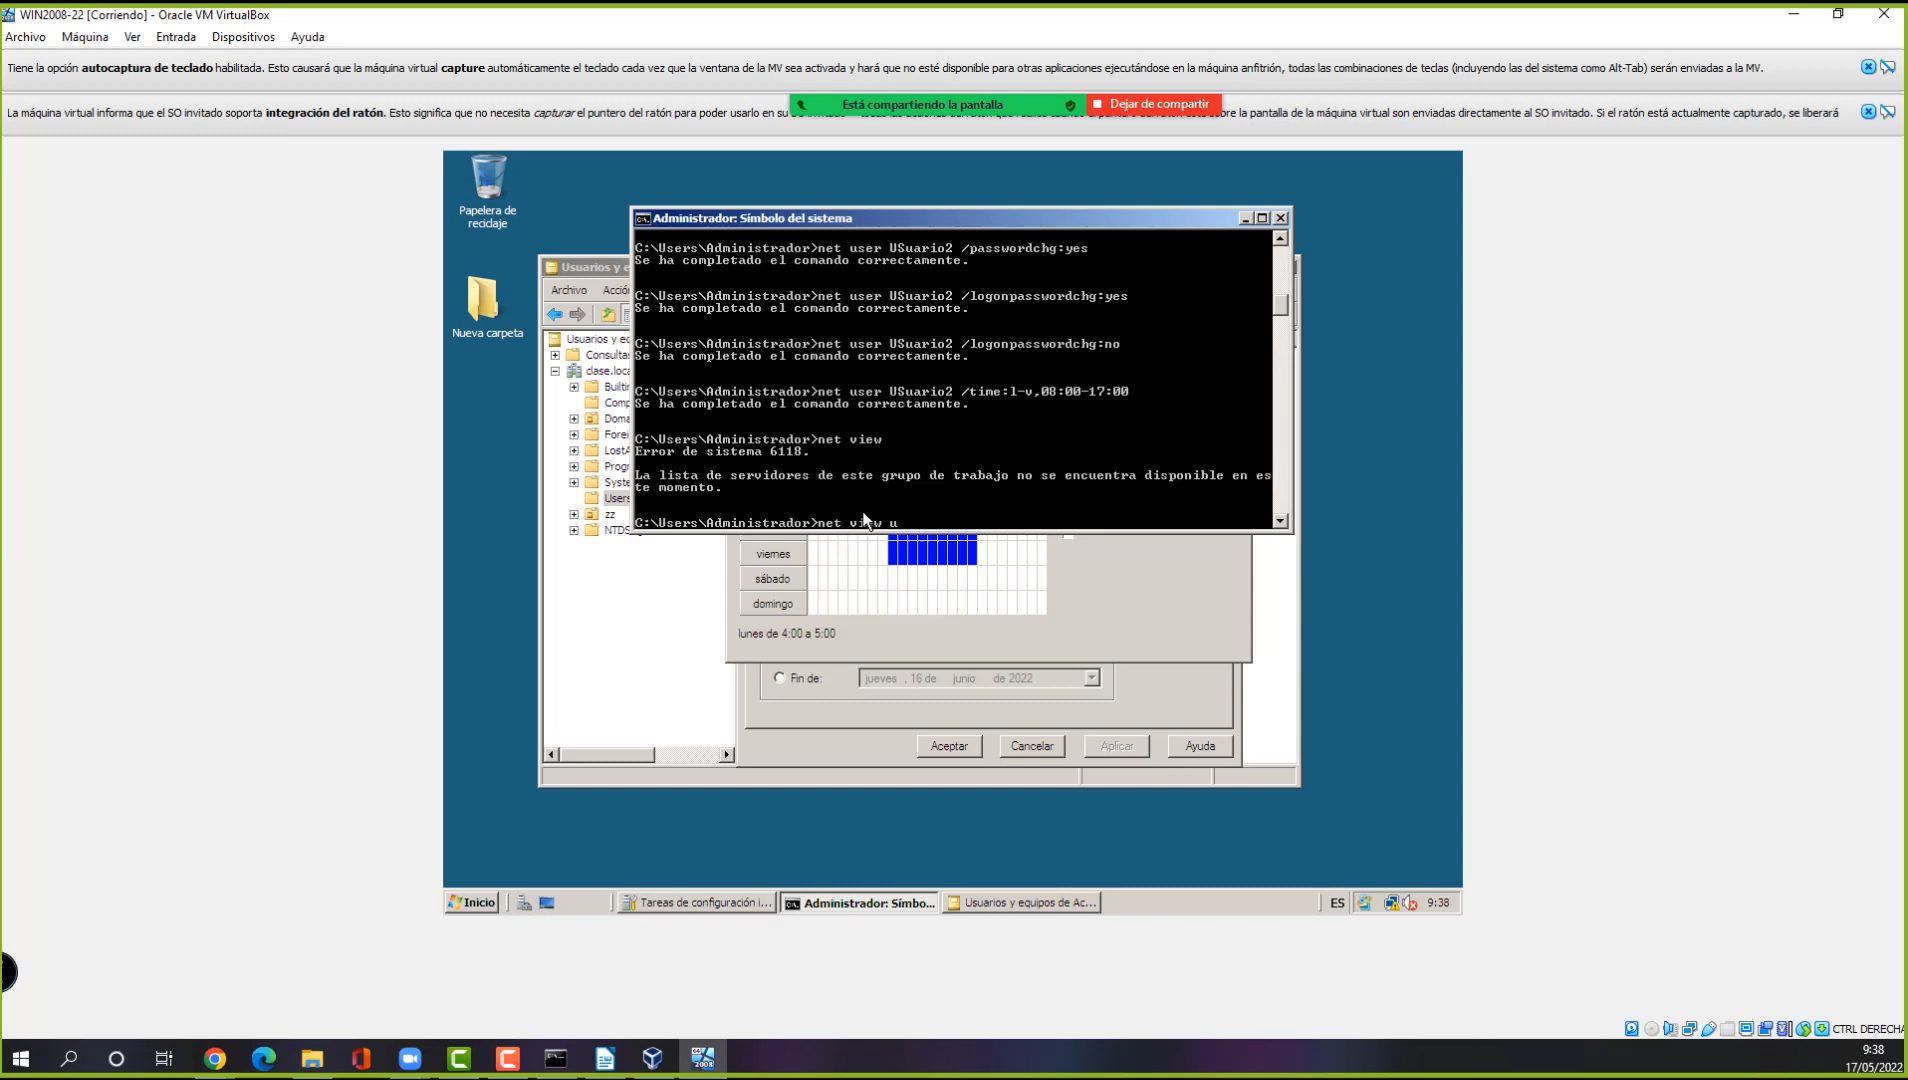 WIN2008-22 [Corriendo] - Oracle VM VirtualBox
Archivo Máquina Ver Entrada Dispositivos Ayuda
Tiene la opción autocaptura de teclado habilitada. Esto causará que la máquina virtual capture automáticamente el teclado cada vez que la ventana de la MV sea activada y hará que no esté disponible para otras aplicaciones ejecutándose en la máquina anfitrión, todas las combinaciones de teclas (incluyendo las del sistema como Alt-Tab) serán enviadas a la MV.
Está compartiendo la pantalla
Dejar de compartir
La máquina virtual informa que el SO invitado soporta integración del ratón. Esto significa que no necesita capturar el puntero del ratón para poder usarlo en su la pantalla de la máquina virtual son enviadas directamente al SO invitado. Si el ratón está actualmente capturado, se liberará
Papelera de
reciclaje
Nueva carpeta
Usuarios y e
Archivo Acció
Usuarios y eq
Consulta
clase.loca
Builtin
Comp
Doma
Forei
LostA
Progr
Syste
Users
zz
NTDS
Administrador: Símbolo del sistema
C:\Users\Administrador>net user USuario2 /passwordchg:yes
Se ha completado el comando correctamente.
C:\Users\Administrador>net user USuario2 /logonpasswordchg:yes
Se ha completado el comando correctamente.
C:\Users\Administrador>net user USuario2 /logonpasswordchg:no
Se ha completado el comando correctamente.
C:\Users\Administrador>net user USuario2 /time:l-v,08:00-17:00
Se ha completado el comando correctamente.
C:\Users\Administrador>net view
Error de sistema 6118.
La lista de servidores de este grupo de trabajo no se encuentra disponible en es
te momento.
C:\Users\Administrador>net view u
viernes
sábado
domingo
lunes de 4:00 a 5:00
Fin de: jueves , 16 de junio de 2022
Aceptar Cancelar Aplicar Ayuda
Inicio Tareas de configuración i... Administrador: Símbo... Usuarios y equipos de Ac... ES 9:38
CTRL DERECHA
2008
9:38
17/05/2022